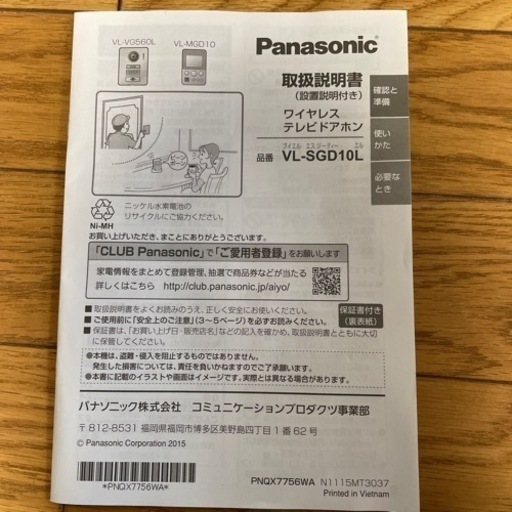 VL-VG560L
VL-MGD10
Panasonic
取扱説明書
（設置説明付き）
ワイヤレス
テレビドアホン
ブイエル エスジーディー エル
品番 VL-SGD10L
確認と
準備
使い
かた
必要な
とき
Ni-MH
ニッケル水素電池の
リサイクルにご協力ください。
お買い上げいただき、まことにありがとうございます。
「CLUB Panasonic」で「ご愛用者登録」をお願いします
家電情報をまとめて登録管理、抽選で商品券などが当たる
詳しくはこちら http://club.panasonic.jp/aiyo/
■ 取扱説明書をよくお読みのうえ、正しく安全にお使いください。
■ ご使用前に「安全上のご注意」（3～5ページ）を必ずお読みください。
■ 保証書は、「お買い上げ日・販売店名」などの記入を確かめ、取扱説明書とともに大切に
保管してください。
保証書付き
（裏表紙）
●本機は、盗難・侵入を阻止するものではありません。
発生した損害については、責任を負いかねますのでご了承願います。
●本書に記載のイラストや画面はイメージです。実際とは異なる場合があります。
パナソニック株式会社 コミュニケーションプロダクツ事業部
〒812-8531 福岡県福岡市博多区美野島四丁目1番62号
© Panasonic Corporation 2015
*PNQX7756WA*
PNQX7756WA N1115MT3037
Printed in Vietnam